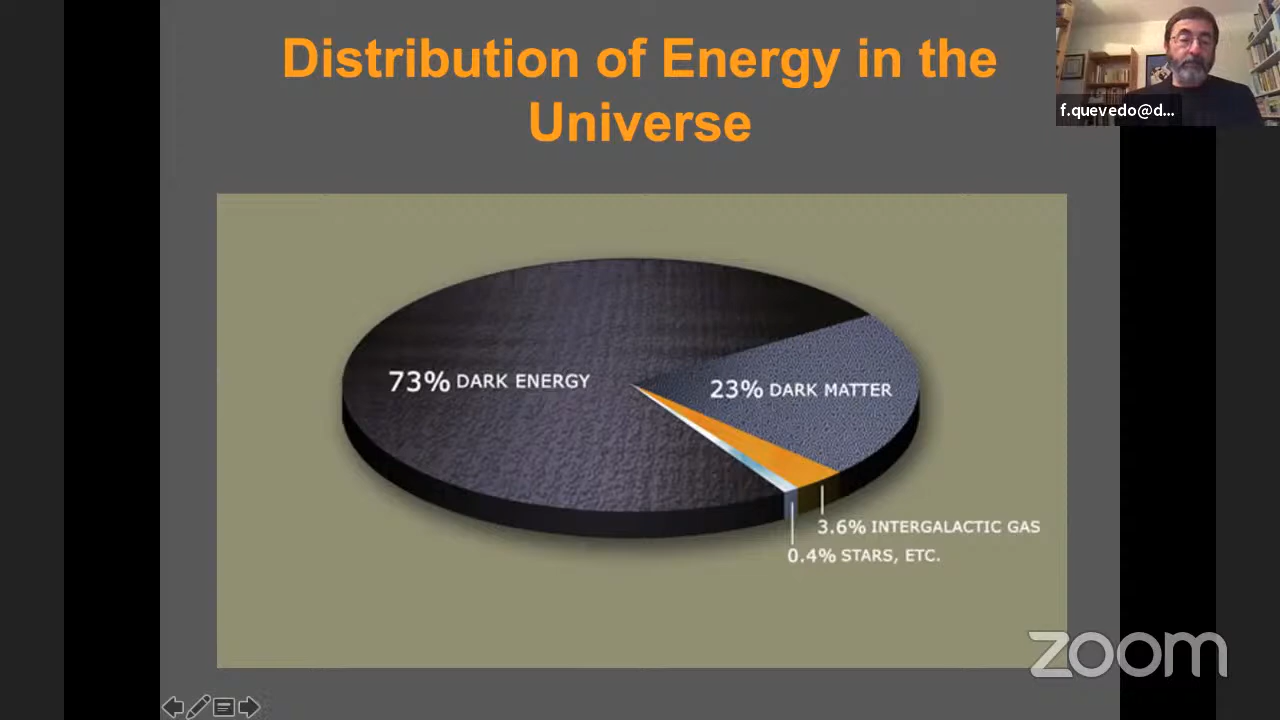 Distribution of Energy in the
Universe
f.quevedo@d...
73% DARK ENERGY
23% DARK MATTER
3.6% INTERGALACTIC GAS
0.4% STARS, ETC.
zoom